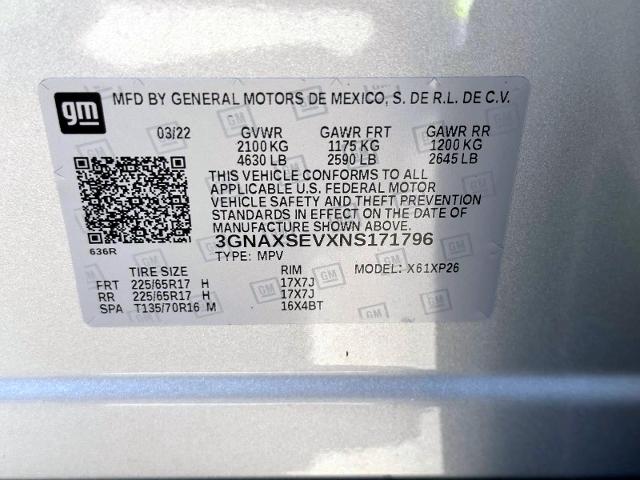 gm MFD BY GENERAL MOTORS DE MEXICO, S. DE R.L. DE C.V.
03/22 GVWR GAWR FRT GAWR RR
2100 KG 1175 KG 1200 KG
4630 LB 2590 LB 2645 LB
THIS VEHICLE CONFORMS TO ALL
APPLICABLE U.S. FEDERAL MOTOR
VEHICLE SAFETY AND THEFT PREVENTION
STANDARDS IN EFFECT ON THE DATE OF
MANUFACTURE SHOWN ABOVE.
636R 3GNAXSEVXNS171796
TYPE: MPV MODEL: X61XP26
TIRE SIZE RIM
FRT 225/65R17 H 17X7J
RR 225/65R17 H 17X7J
SPA T135/70R16 M 16X4BT